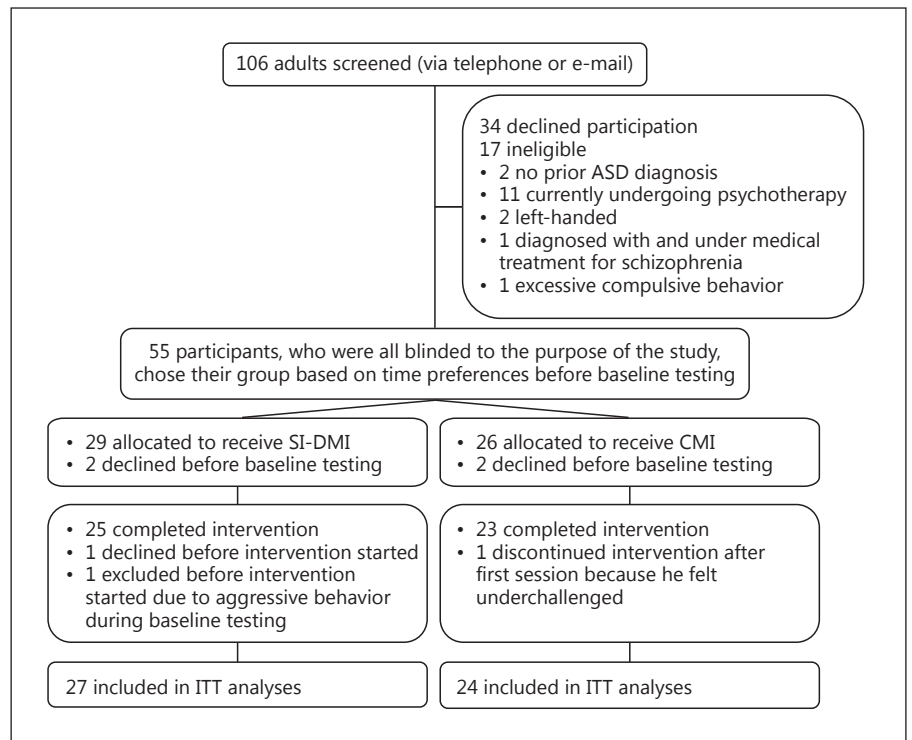 106 adults screened (via telephone or e-mail)
34 declined participation
17 ineligible
• 2 no prior ASD diagnosis
• 11 currently undergoing psychotherapy
• 2 left-handed
• 1 diagnosed with and under medical
treatment for schizophrenia
• 1 excessive compulsive behavior
55 participants, who were all blinded to the purpose of the study,
chose their group based on time preferences before baseline testing
• 29 allocated to receive SI-DMI
• 2 declined before baseline testing
• 26 allocated to receive CMI
• 2 declined before baseline testing
• 25 completed intervention
• 1 declined before intervention started
• 1 excluded before intervention
started due to aggressive behavior
during baseline testing
• 23 completed intervention
• 1 discontinued intervention after
first session because he felt
underchallenged
27 included in ITT analyses
24 included in ITT analyses